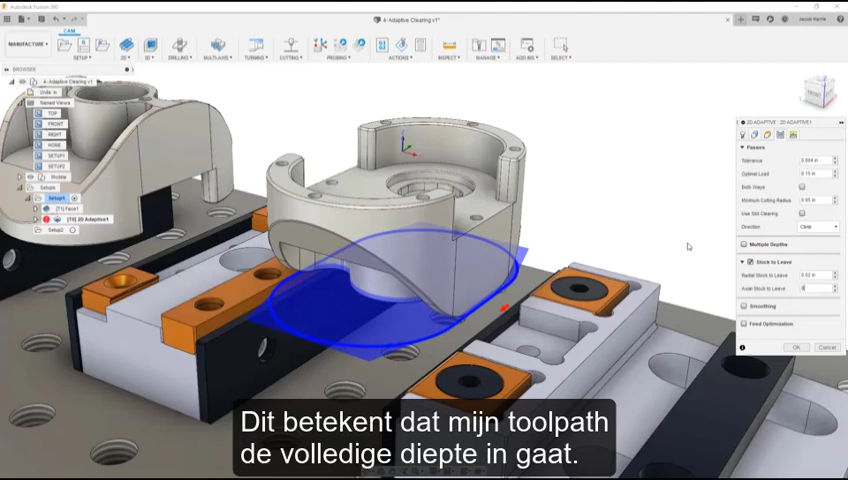 Autodesk Fusion 360
4-Adaptive Clearing v1*
Jacob Harris
CAM
MANUFACTURE
SETUP
2D
3D
DRILLING
MULTI-AXIS
TURNING
CUTTING
PROBING
ACTIONS
INSPECT
MANAGE
ADD-INS
SELECT
BROWSER
4-Adaptive Clearing v1
Units: in
Named Views
TOP
FRONT
RIGHT
HOME
SETUP1
SETUP2
Models
Setups
Setup1
[T1] Face1
[T6] 2D Adaptive1
Setup2
FRONT
2D ADAPTIVE : 2D ADAPTIVE1
Passes
Tolerance 0.004 in
Optimal Load 0.15 in
Both Ways
Minimum Cutting Radius 0.05 in
Use Slot Clearing
Direction Climb
Multiple Depths
Stock to Leave
Radial Stock to Leave 0.02 in
Axial Stock to Leave
Smoothing
Feed Optimization
OK Cancel
Dit betekent dat mijn toolpath
de volledige diepte in gaat.